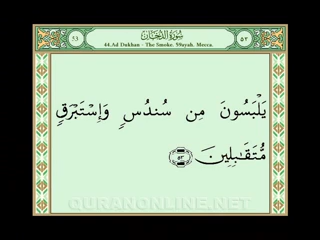 53 سُورَةُ الدُّخَان ٥٣
44.Ad Dukhan - The Smoke. 59ayah. Mecca.
يَلْبَسُونَ مِن سُندُسٍ وَإِسْتَبْرَقٍ
مُّتَقَـٰبِلِينَ ٥٣
QURANONLINE.NET